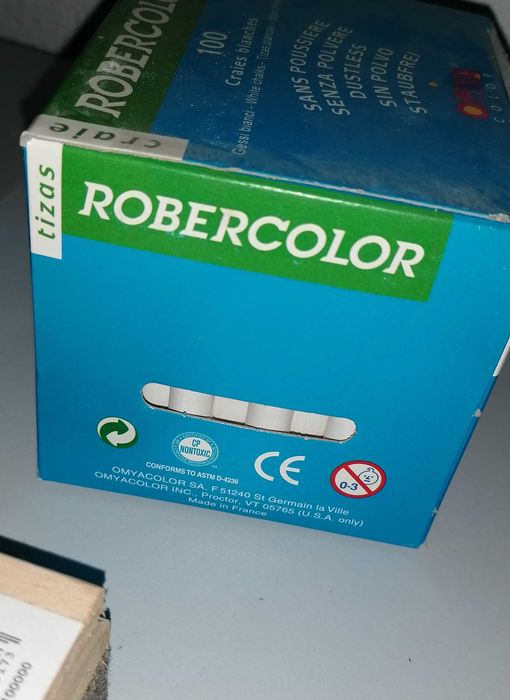 ROBERCOL
craie
100
Craies blanches
Gessi bianchi - White chalks -
SANS POUSSIERE
SENZA POLVERE
DUSTLESS
SIN POLVO
STAUBFREI
tizas
ROBERCOLOR
CP
NONTOXIC
CONFORMS TO ASTM D-4236
CE
0-3
OMYACOLOR SA. F 51240 St Germain la Ville
OMYACOLOR INC., Proctor, VT 05765 (U.S.A. only)
Made in France